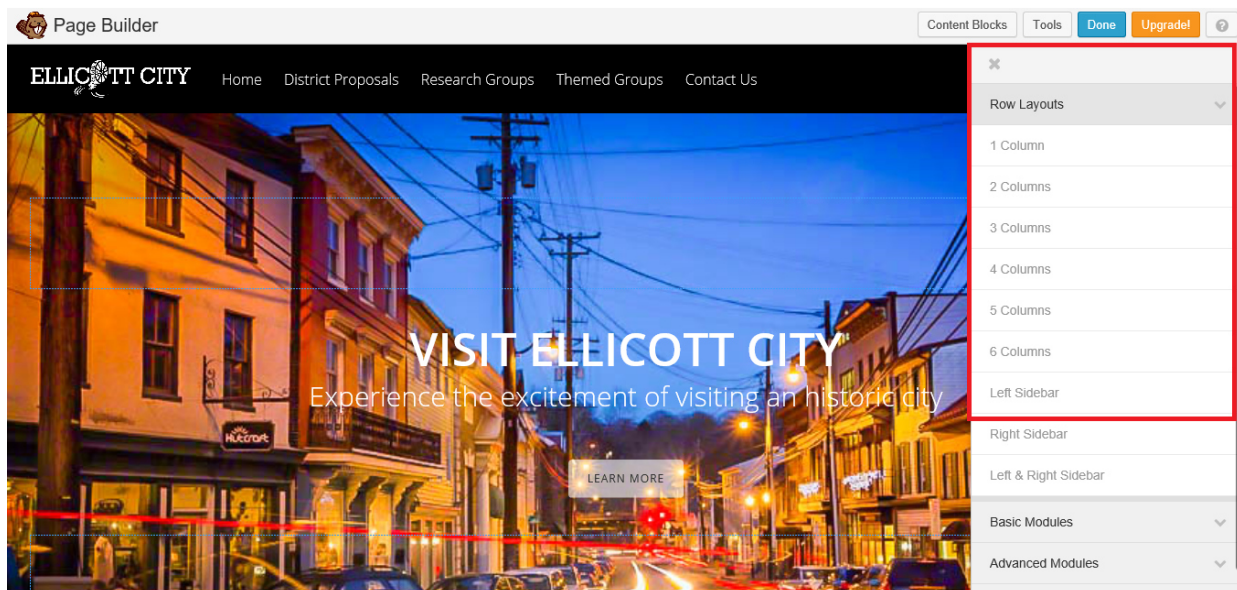 Page Builder
Content Blocks
Tools
Done
Upgrade!
?
ELLICOTT CITY
Home
District Proposals
Research Groups
Themed Groups
Contact Us
Row Layouts
1 Column
2 Columns
3 Columns
4 Columns
5 Columns
6 Columns
Left Sidebar
Right Sidebar
Left & Right Sidebar
Basic Modules
Advanced Modules
VISIT ELLICOTT CITY
Experience the excitement of visiting an historic city
Hutcraft
LEARN MORE